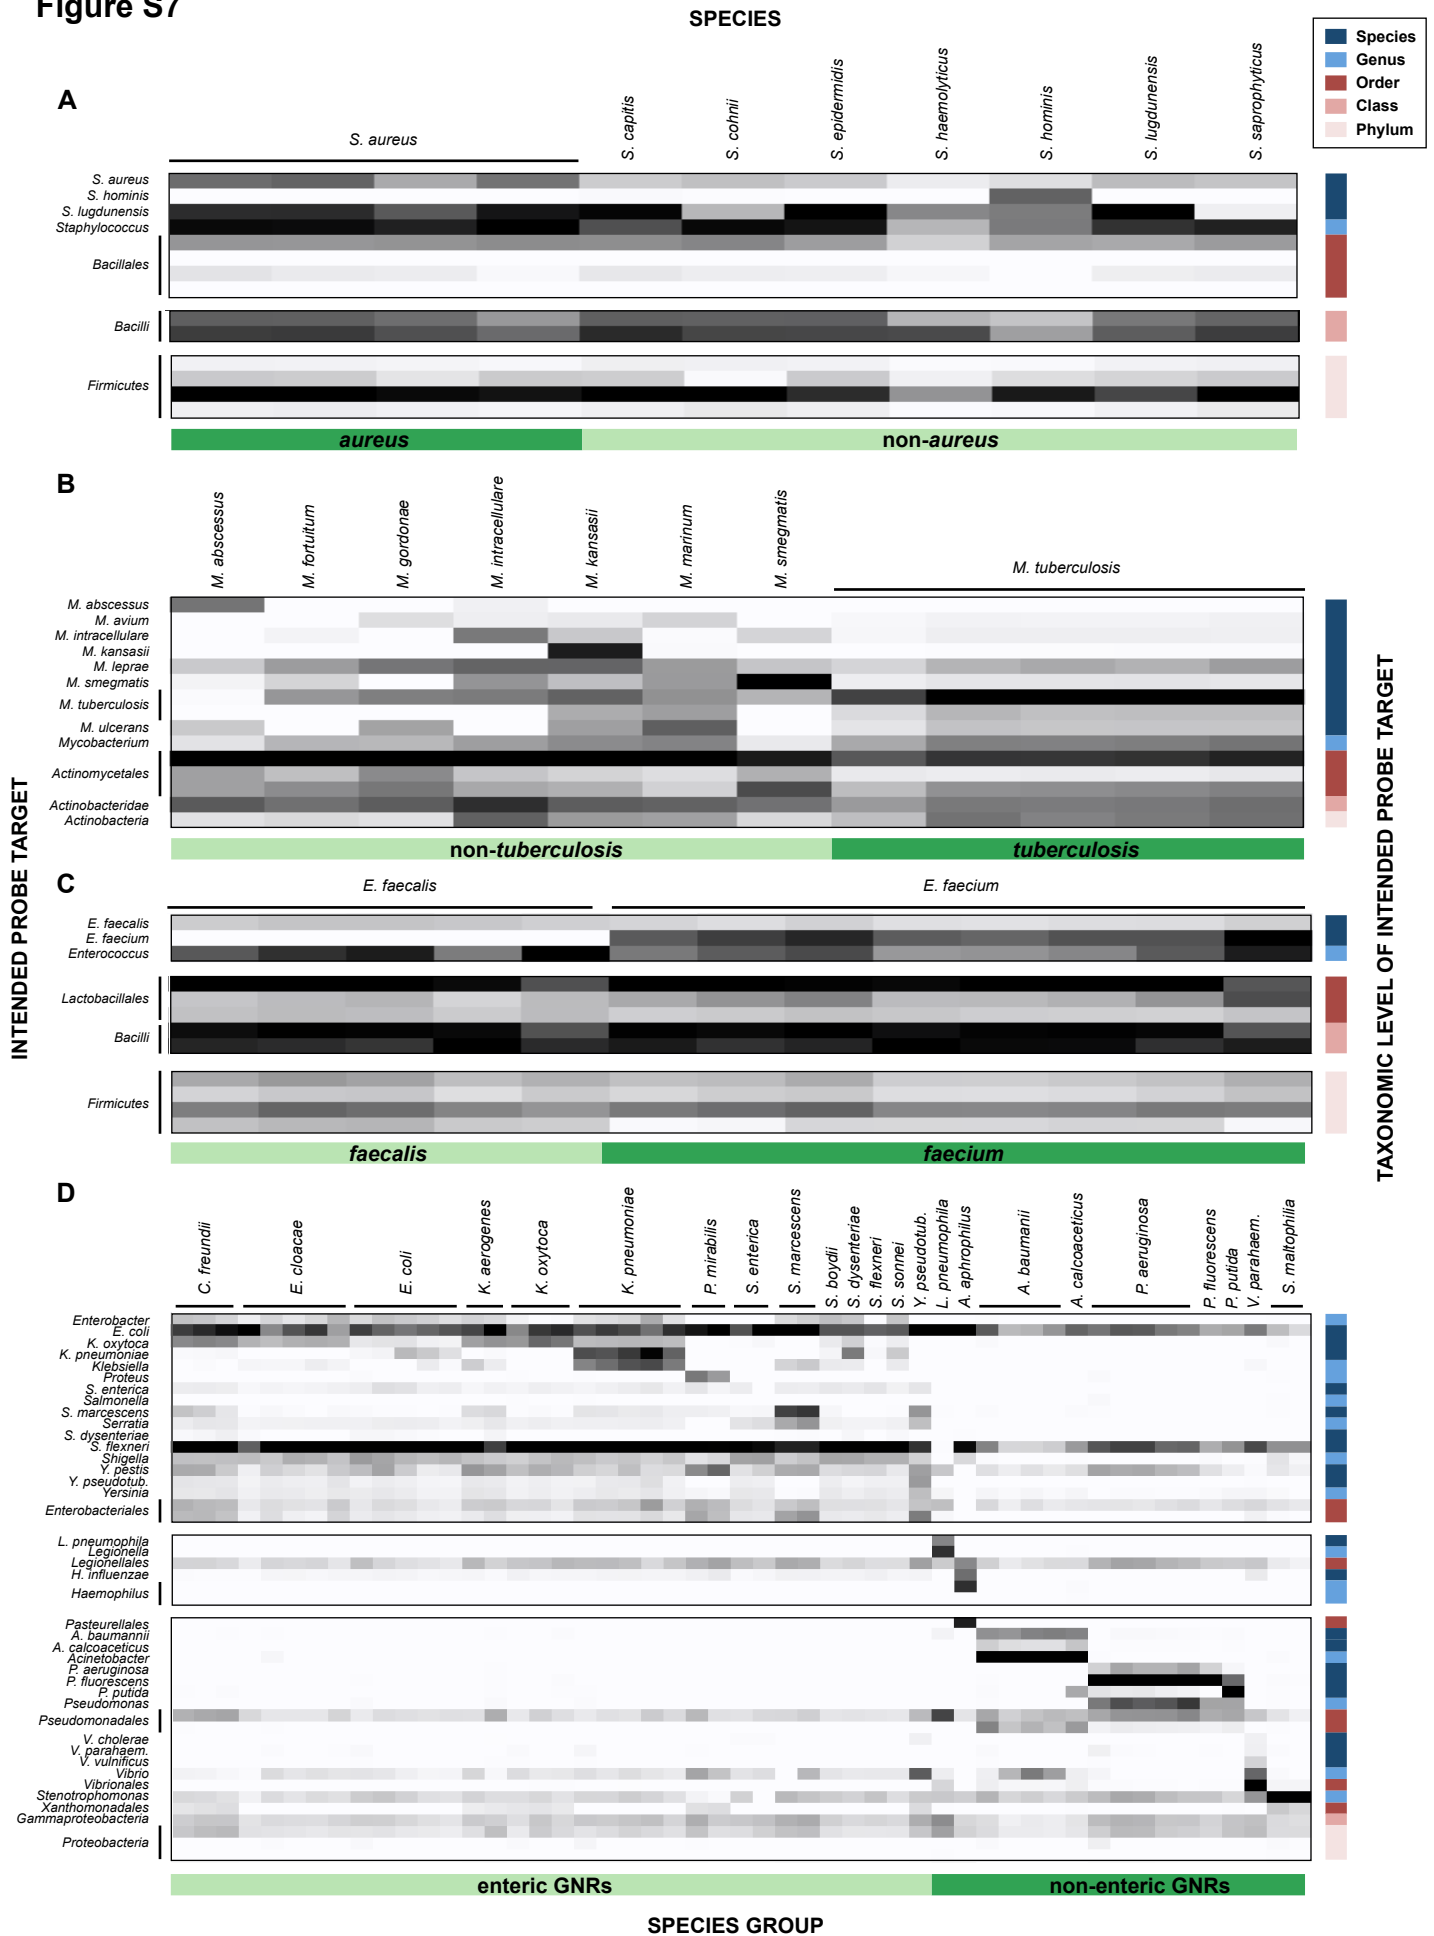 Figure S7
SPECIES
Species
Genus
Order
Class
Phylum
A
S. aureus
S. capitis
S. cohnii
S. epidermidis
S. haemolyticus
S. hominis
S. lugdunensis
S. saprophyticus
S. aureus
S. hominis
S. lugdunensis
Staphylococcus
Bacillales
Bacilli
Firmicutes
aureus
non-aureus
B
M. abscessus
M. fortuitum
M. gordonae
M. intracellulare
M. kansasii
M. marinum
M. smegmatis
M. tuberculosis
M. abscessus
M. avium
M. intracellulare
M. kansasii
M. leprae
M. smegmatis
M. tuberculosis
M. ulcerans
Mycobacterium
Actinomycetales
Actinobacteridae
Actinobacteria
non-tuberculosis
tuberculosis
INTENDED PROBE TARGET
TAXONOMIC LEVEL OF INTENDED PROBE TARGET
C
E. faecalis
E. faecium
E. faecalis
E. faecium
Enterococcus
Lactobacillales
Bacilli
Firmicutes
faecalis
faecium
D
C. freundii
E. cloacae
E. coli
K. aerogenes
K. oxytoca
K. pneumoniae
P. mirabilis
S. enterica
S. marcescens
S. boydii
S. dysenteriae
S. flexneri
S. sonnei
Y. pseudotub.
L. pneumophila
A. aphrophilus
A. baumanii
A. calcoaceticus
P. aeruginosa
P. fluorescens
P. putida
V. parahaem.
S. maltophilia
Enterobacter
E. coli
K. oxytoca
K. pneumoniae
Klebsiella
Proteus
S. enterica
Salmonella
S. marcescens
Serratia
S. dysenteriae
S. flexneri
Shigella
Y. pestis
Y. pseudotub.
Yersinia
Enterobacteriales
L. pneumophila
Legionella
Legionellales
H. influenzae
Haemophilus
Pasteurellales
A. baumannii
A. calcoaceticus
Acinetobacter
P. aeruginosa
P. fluorescens
P. putida
Pseudomonas
Pseudomonadales
V. cholerae
V. parahaem.
V. vulnificus
Vibrio
Vibrionales
Stenotrophomonas
Xanthomonadales
Gammaproteobacteria
Proteobacteria
enteric GNRs
non-enteric GNRs
SPECIES GROUP